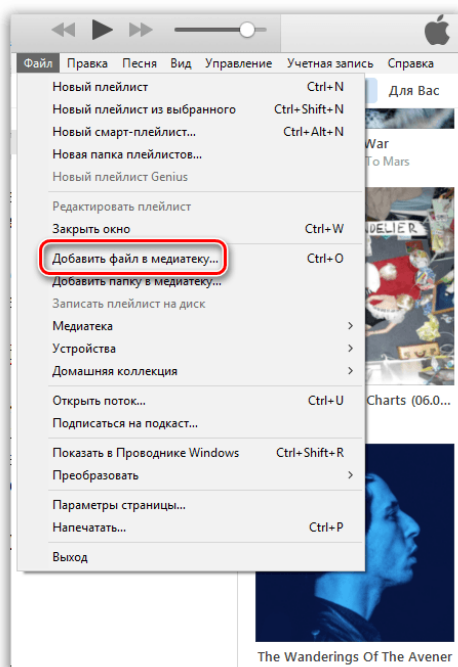 Файл Правка Песня Вид Управление Учетная запись Справка
Новый плейлист Ctrl+N
Новый плейлист из выбранного Ctrl+Shift+N
Новый смарт-плейлист... Ctrl+Alt+N
Новая папка плейлистов...
Новый плейлист Genius
Редактировать плейлист
Закрыть окно Ctrl+W
Добавить файл в медиатеку... Ctrl+O
Добавить папку в медиатеку...
Записать плейлист на диск
Медиатека
Устройства
Домашняя коллекция
Открыть поток... Ctrl+U
Подписаться на подкаст...
Показать в Проводнике Windows Ctrl+Shift+R
Преобразовать
Параметры страницы...
Напечатать... Ctrl+P
Выход
Для Вас
War
To Mars
DELIER
Charts (06.0...
The Wanderings Of The Avener